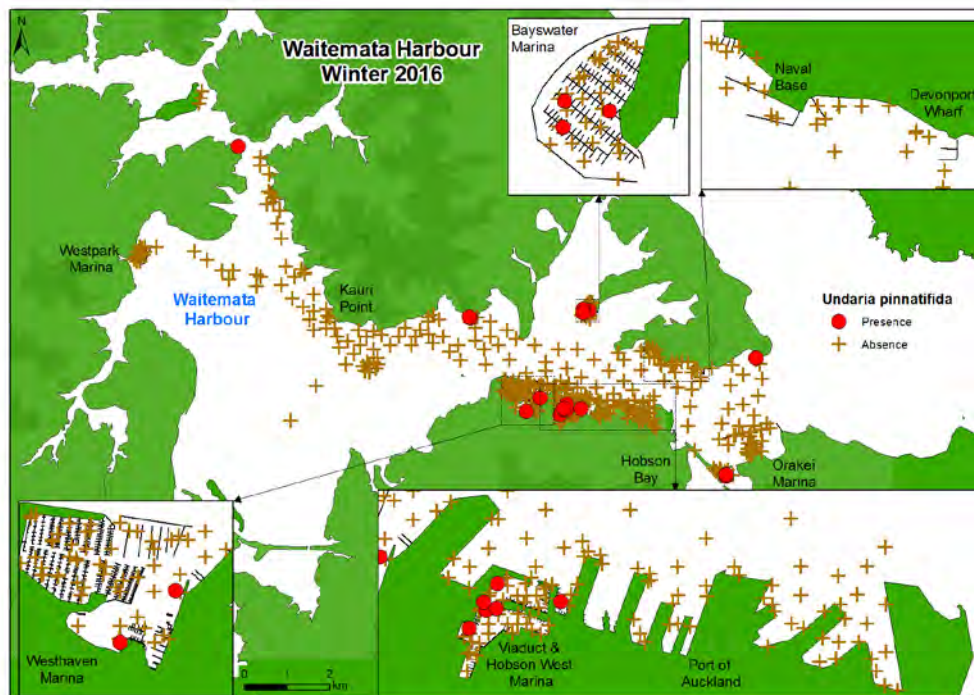 N
Waitemata Harbour
Winter 2016
Bayswater
Marina
Naval
Base
Devonport
Wharf
Westpark
Marina
Waitemata
Harbour
Kauri
Point
Undaria pinnatifida
Presence
Absence
Hobson
Bay
Orakei
Marina
Westhaven
Marina
0 1 2
km
Viaduct &
Hobson West
Marina
Port of
Auckland